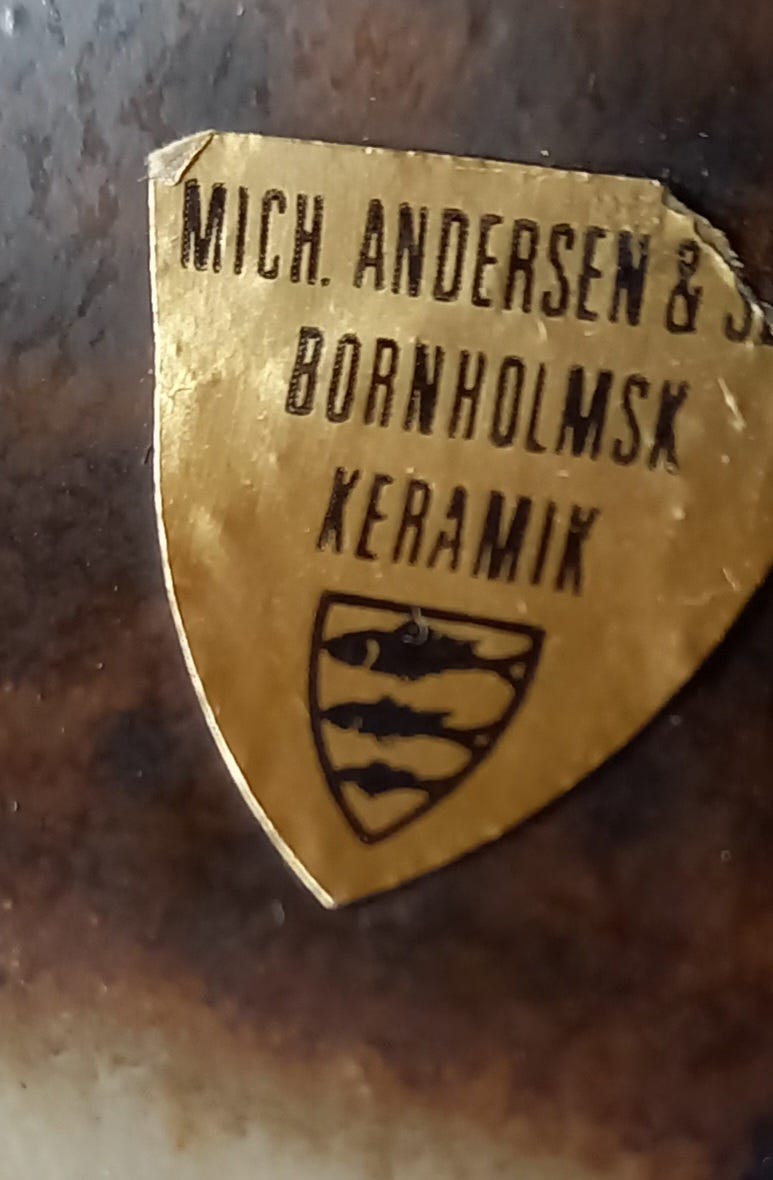 MICH. ANDERSEN &
BORNHOLMSK
KERAMIK